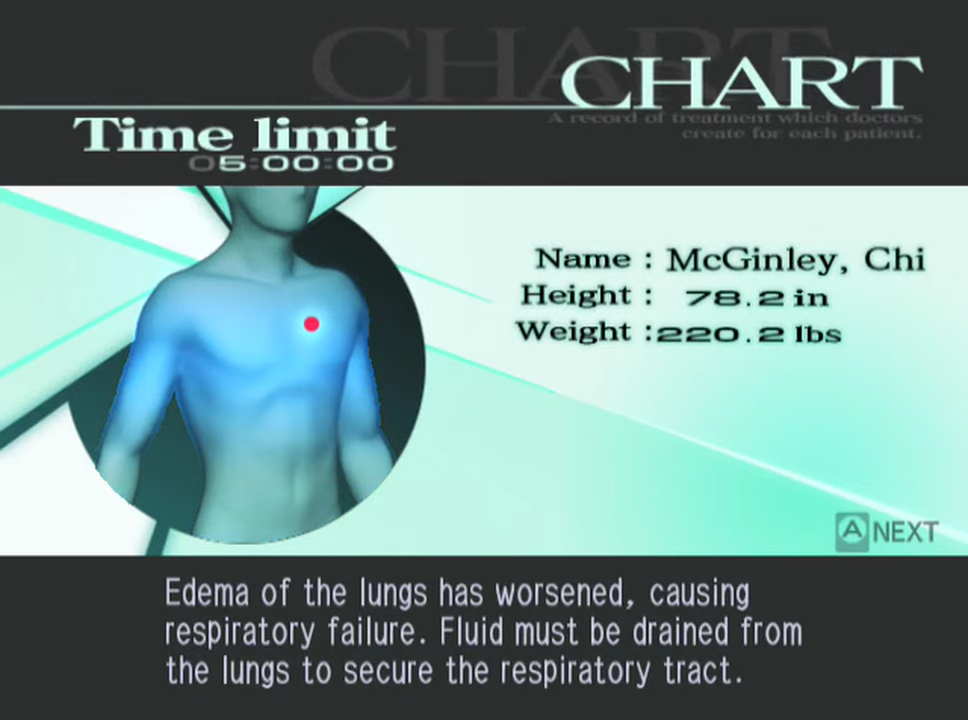 CHART
CHART
A record of treatment which doctors
create for each patient.
Time limit
05:00:00
Name : McGinley, Chi
Height : 78.2 in
Weight :220.2 lbs
A NEXT
Edema of the lungs has worsened, causing
respiratory failure. Fluid must be drained from
the lungs to secure the respiratory tract.